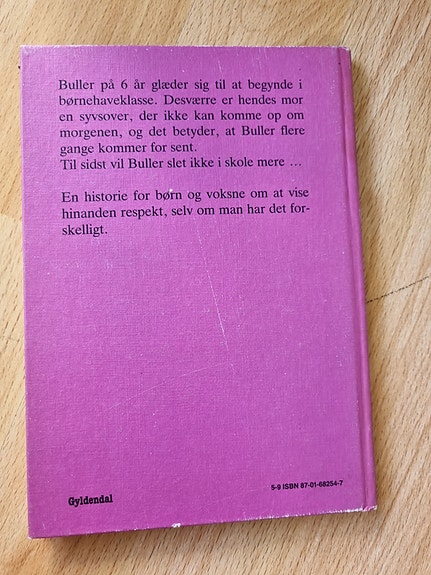 Buller på 6 år glæder sig til at begynde i
børnehaveklasse. Desværre er hendes mor
en syvsover, der ikke kan komme op om
morgenen, og det betyder, at Buller flere
gange kommer for sent.
Til sidst vil Buller slet ikke i skole mere ...
En historie for børn og voksne om at vise
hinanden respekt, selv om man har det for-
skelligt.
5-9 ISBN 87-01-68254-7
Gyldendal